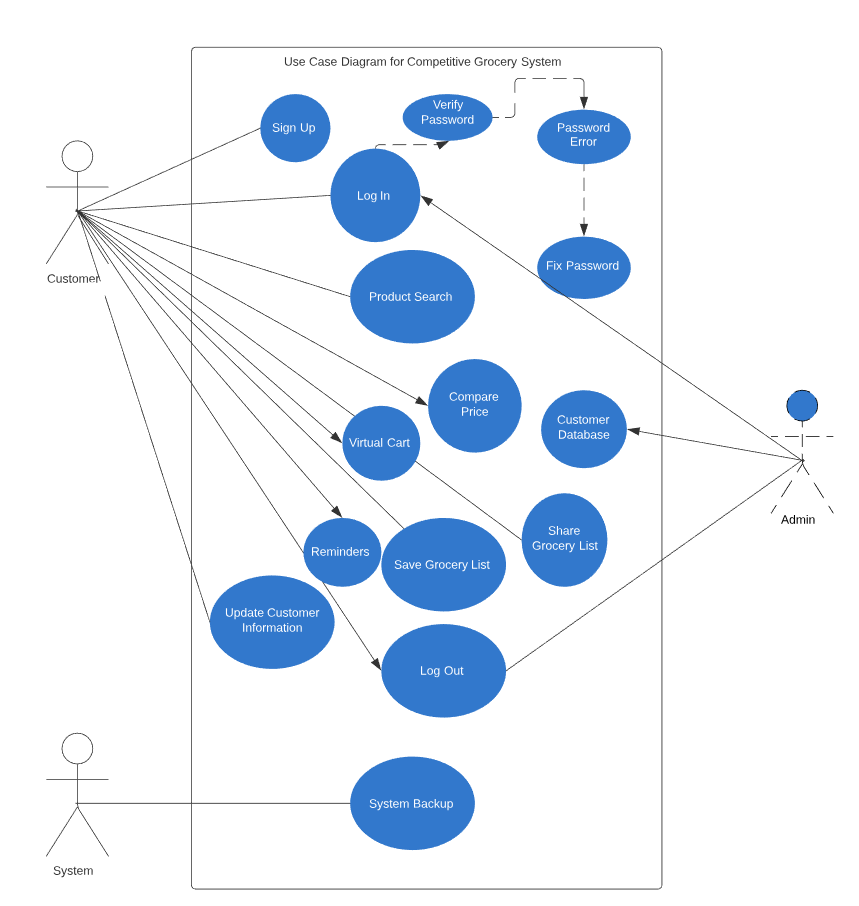 Use Case Diagram for Competitive Grocery System
Verify
Password
Sign Up
Password
Error
Log In
Fix Password
Customer
Product Search
Compare
Price
Customer
Database
Virtual Cart
Admin
Share
Grocery List
Reminders
Save Grocery List
Update Customer
Information
Log Out
System Backup
System